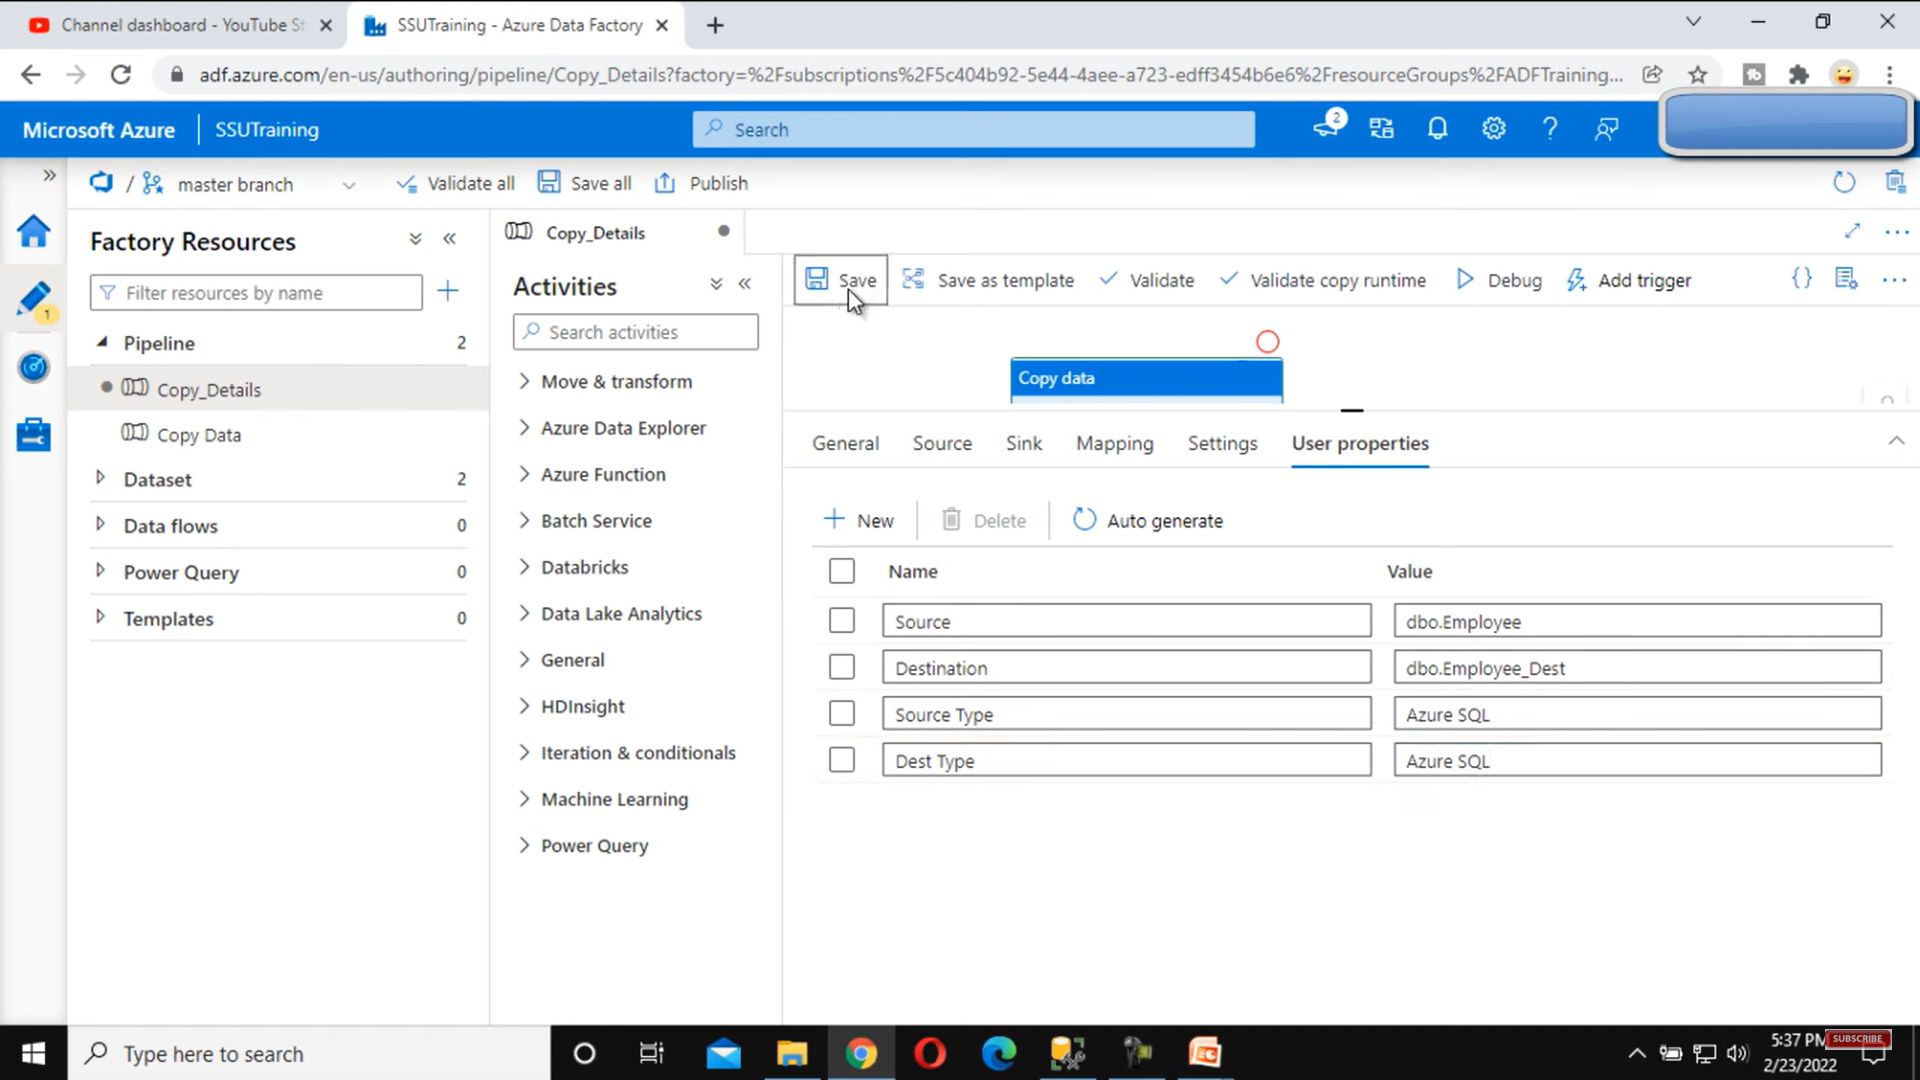 Channel dashboard - YouTube St
SSUTraining - Azure Data Factory
adf.azure.com/en-us/authoring/pipeline/Copy_Details?factory=%2Fsubscriptions%2F5c404b92-5e44-4aee-a723-edff3454b6e6%2FresourceGroups%2FADFTraining...
Microsoft Azure
SSUTraining
Search
2
/ master branch
Validate all
Save all
Publish
Factory Resources
Filter resources by name
1
Pipeline 2
Copy_Details
Copy Data
Dataset 2
Data flows 0
Power Query 0
Templates 0
Copy_Details
Activities
Search activities
Move & transform
Azure Data Explorer
Azure Function
Batch Service
Databricks
Data Lake Analytics
General
HDInsight
Iteration & conditionals
Machine Learning
Power Query
Save
Save as template
Validate
Validate copy runtime
Debug
Add trigger
Copy data
General
Source
Sink
Mapping
Settings
User properties
New
Delete
Auto generate
Name Value
Source dbo.Employee
Destination dbo.Employee_Dest
Source Type Azure SQL
Dest Type Azure SQL
Type here to search
5:37 PM
2/23/2022
SUBSCRIBE